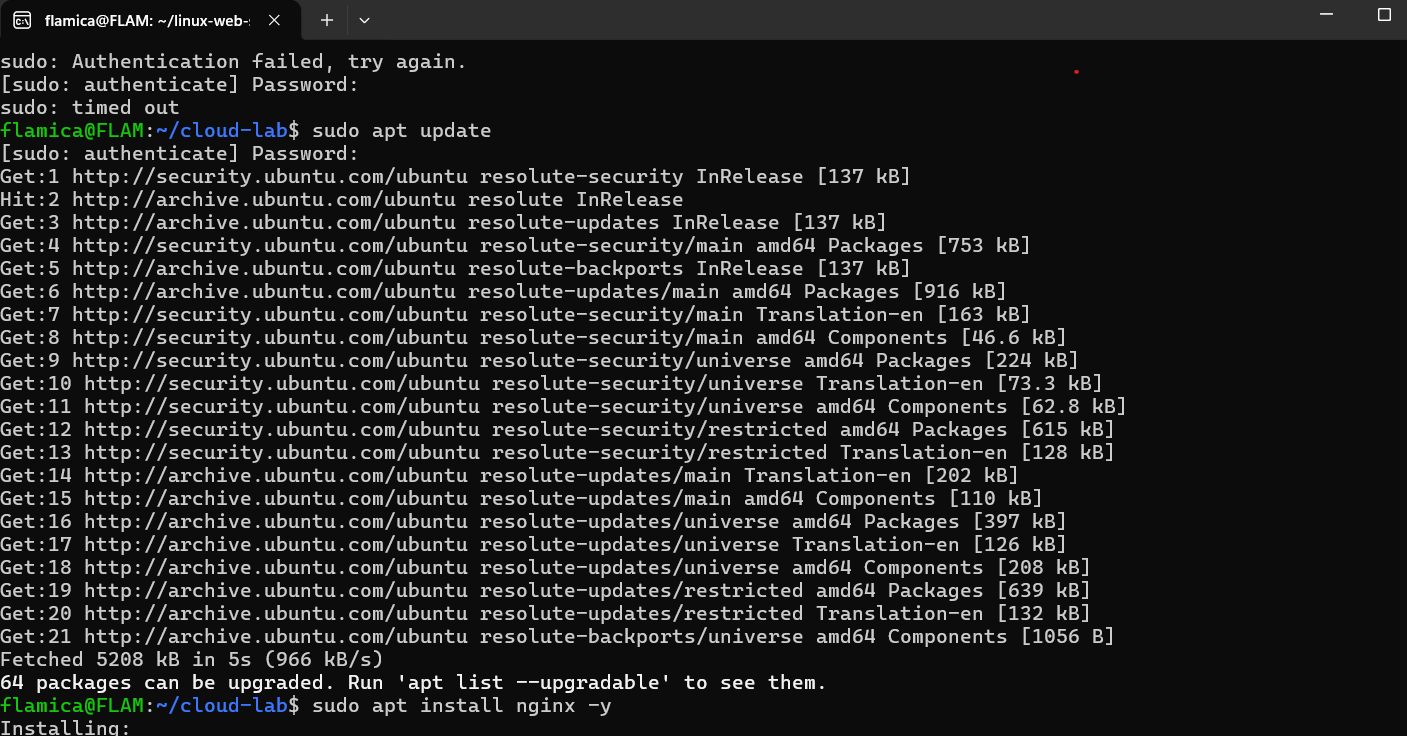 flamica@FLAM: ~/linux-web-
sudo: Authentication failed, try again.
[sudo: authenticate] Password:
sudo: timed out
flamica@FLAM:~/cloud-lab$ sudo apt update
[sudo: authenticate] Password:
Get:1 http://security.ubuntu.com/ubuntu resolute-security InRelease [137 kB]
Hit:2 http://archive.ubuntu.com/ubuntu resolute InRelease
Get:3 http://archive.ubuntu.com/ubuntu resolute-updates InRelease [137 kB]
Get:4 http://security.ubuntu.com/ubuntu resolute-security/main amd64 Packages [753 kB]
Get:5 http://archive.ubuntu.com/ubuntu resolute-backports InRelease [137 kB]
Get:6 http://archive.ubuntu.com/ubuntu resolute-updates/main amd64 Packages [916 kB]
Get:7 http://security.ubuntu.com/ubuntu resolute-security/main Translation-en [163 kB]
Get:8 http://security.ubuntu.com/ubuntu resolute-security/main amd64 Components [46.6 kB]
Get:9 http://security.ubuntu.com/ubuntu resolute-security/universe amd64 Packages [224 kB]
Get:10 http://security.ubuntu.com/ubuntu resolute-security/universe Translation-en [73.3 kB]
Get:11 http://security.ubuntu.com/ubuntu resolute-security/universe amd64 Components [62.8 kB]
Get:12 http://security.ubuntu.com/ubuntu resolute-security/restricted amd64 Packages [615 kB]
Get:13 http://security.ubuntu.com/ubuntu resolute-security/restricted Translation-en [128 kB]
Get:14 http://archive.ubuntu.com/ubuntu resolute-updates/main Translation-en [202 kB]
Get:15 http://archive.ubuntu.com/ubuntu resolute-updates/main amd64 Components [110 kB]
Get:16 http://archive.ubuntu.com/ubuntu resolute-updates/universe amd64 Packages [397 kB]
Get:17 http://archive.ubuntu.com/ubuntu resolute-updates/universe Translation-en [126 kB]
Get:18 http://archive.ubuntu.com/ubuntu resolute-updates/universe amd64 Components [208 kB]
Get:19 http://archive.ubuntu.com/ubuntu resolute-updates/restricted amd64 Packages [639 kB]
Get:20 http://archive.ubuntu.com/ubuntu resolute-updates/restricted Translation-en [132 kB]
Get:21 http://archive.ubuntu.com/ubuntu resolute-backports/universe amd64 Components [1056 B]
Fetched 5208 kB in 5s (966 kB/s)
64 packages can be upgraded. Run 'apt list --upgradable' to see them.
flamica@FLAM:~/cloud-lab$ sudo apt install nginx -y
Installing: